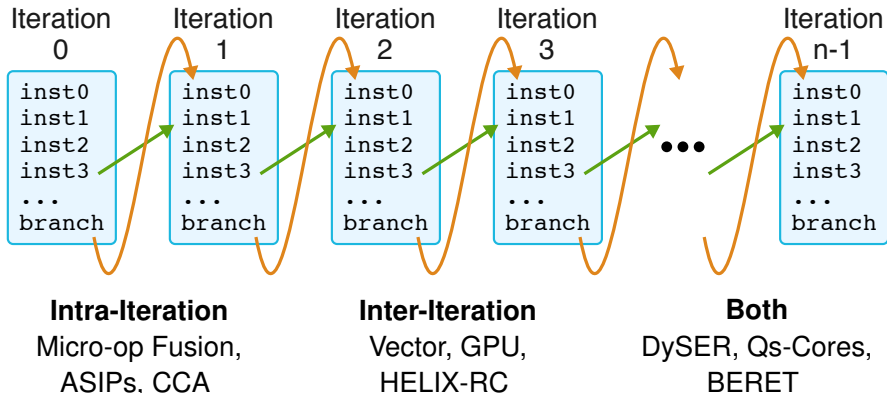 Iteration 0
Iteration 1
Iteration 2
Iteration 3
Iteration n-1
inst0
inst1
inst2
inst3
...
branch
inst0
inst1
inst2
inst3
...
branch
inst0
inst1
inst2
inst3
...
branch
inst0
inst1
inst2
inst3
...
branch
•••
inst0
inst1
inst2
inst3
...
branch
Intra-Iteration
Micro-op Fusion,
ASIPs, CCA
Inter-Iteration
Vector, GPU,
HELIX-RC
Both
DySER, Qs-Cores,
BERET